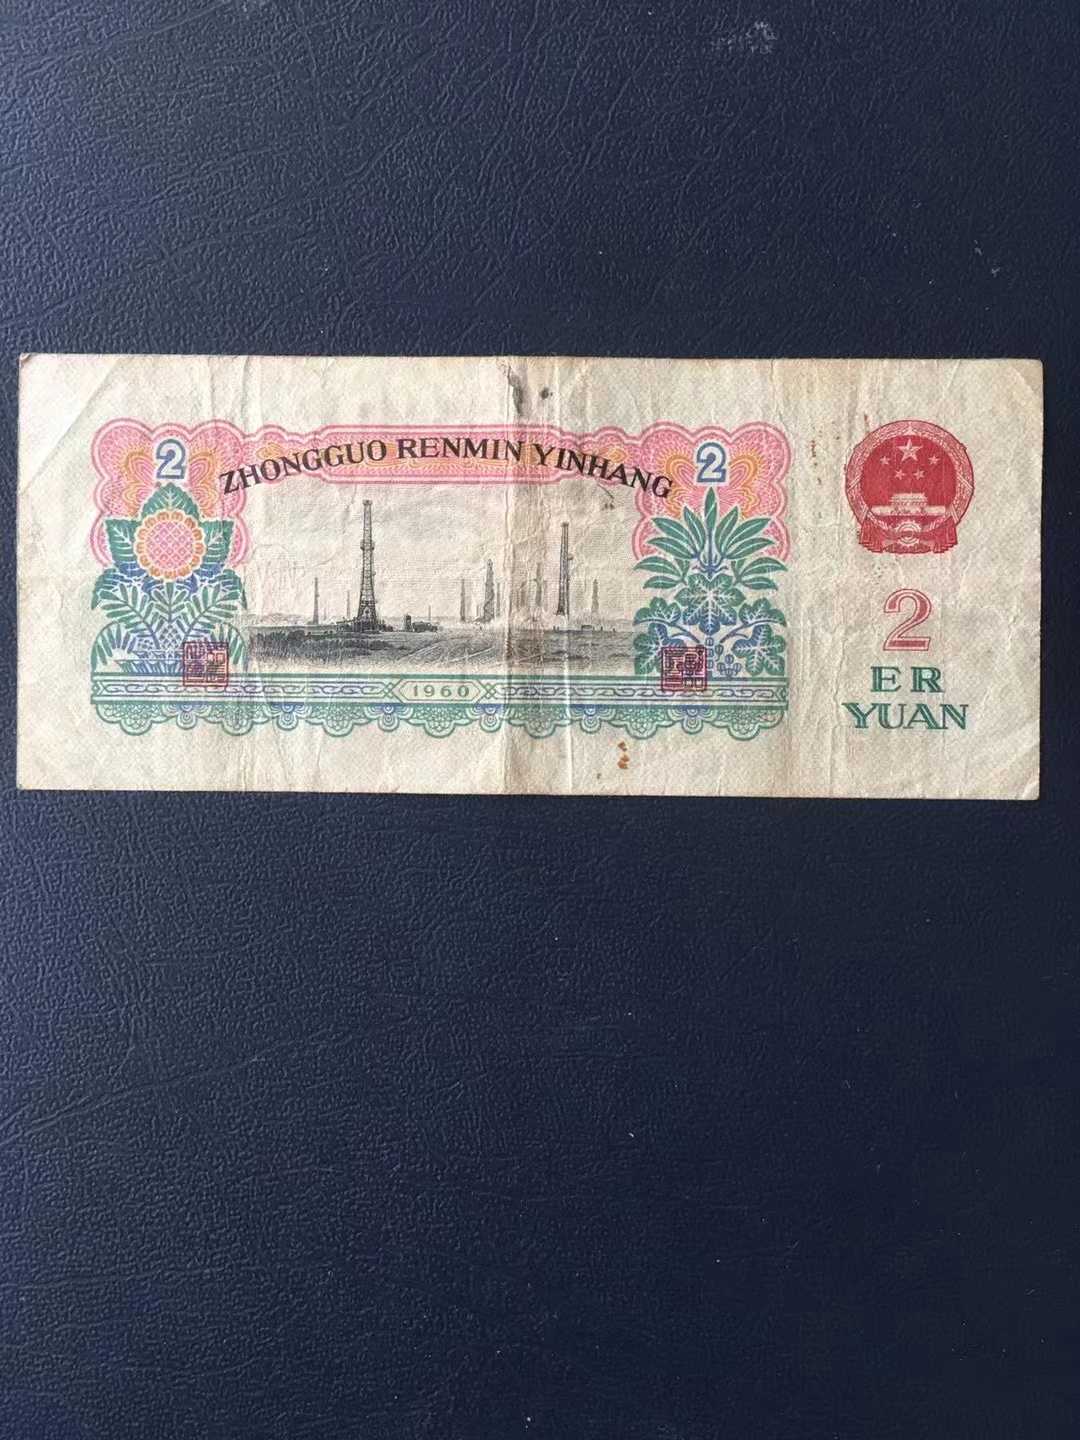 2
ZHONGGUO RENMIN YINHANG
2
1960
2
ER
YUAN